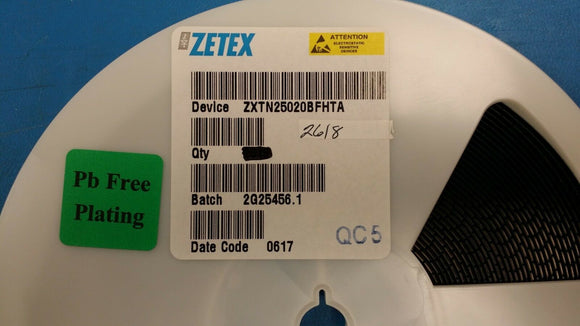 ZETEX
ATTENTION
ELECTROSTATIC
SENSITIVE
DEVICES
Device ZXTN25020BFHTA
2618
Qty
Batch 2G25456.1
Date Code 0617
QC5
Pb Free
Plating